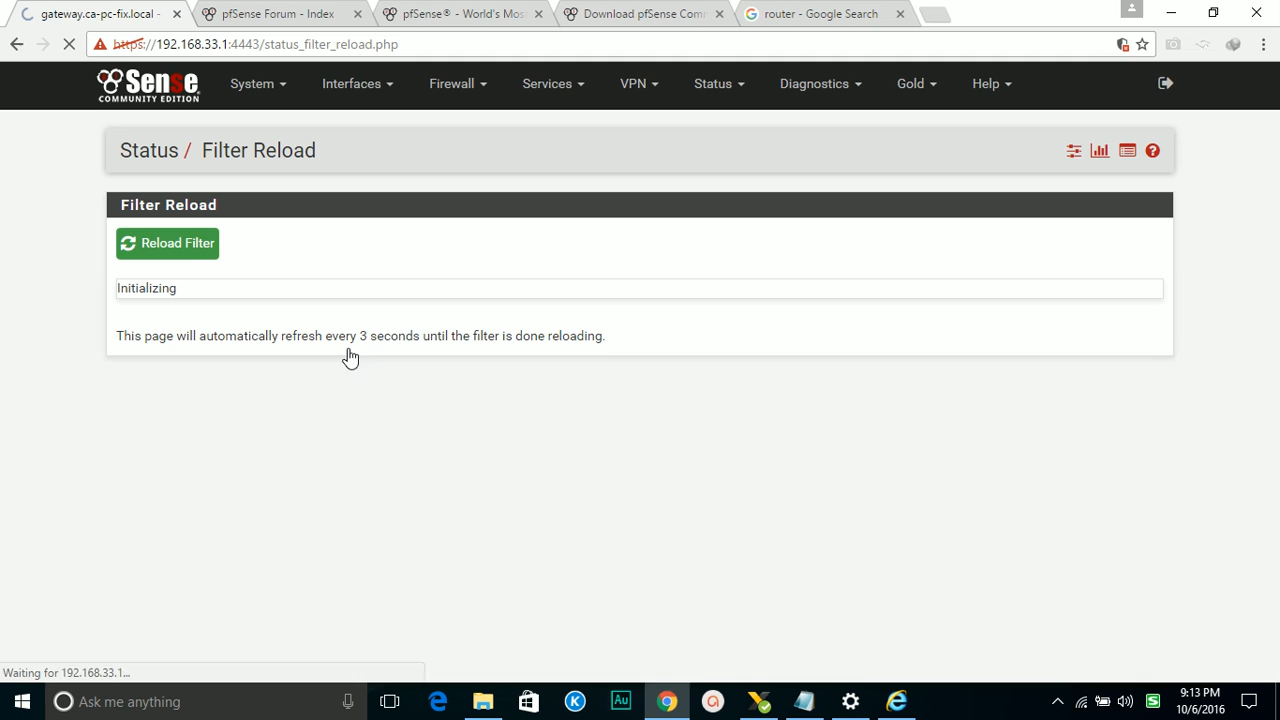 gateway.ca-pc-fix.local -
pfSense Forum - Index
pfSense® - World's Mos
Download pfSense Com
router - Google Search
https://192.168.33.1:4443/status_filter_reload.php
Sense
COMMUNITY EDITION
System
Interfaces
Firewall
Services
VPN
Status
Diagnostics
Gold
Help
Status / Filter Reload
Filter Reload
Reload Filter
Initializing
This page will automatically refresh every 3 seconds until the filter is done reloading.
Waiting for 192.168.33.1...
Ask me anything
Au
9:13 PM
10/6/2016